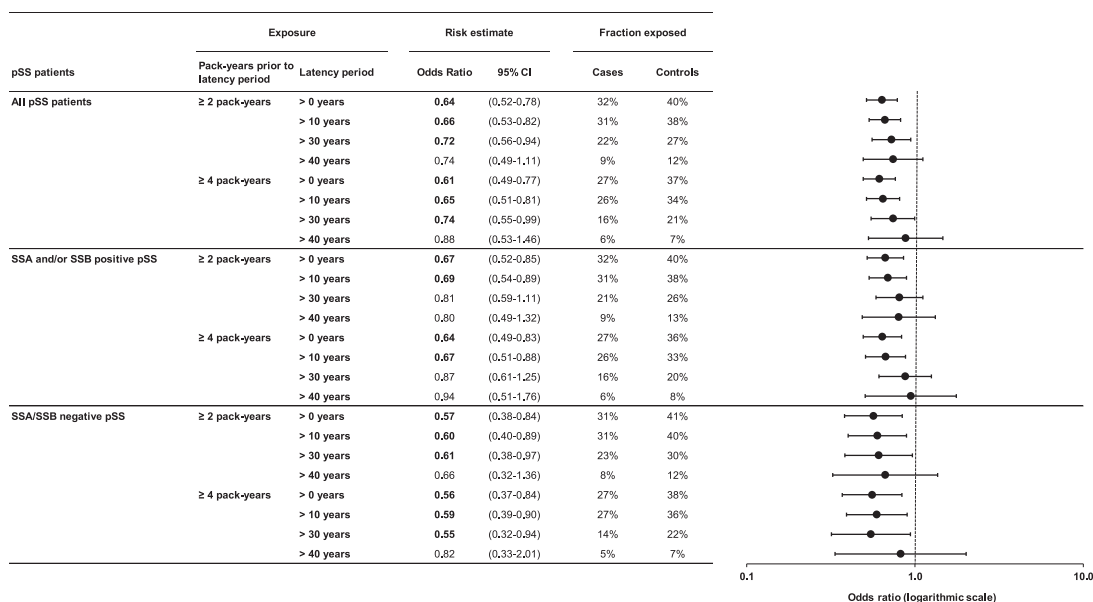 Exposure Risk estimate Fraction exposed
pSS patients Pack-years prior to latency period Latency period Odds Ratio 95% CI Cases Controls
All pSS patients ≥ 2 pack-years > 0 years 0.64 (0.52-0.78) 32% 40%
> 10 years 0.66 (0.53-0.82) 31% 38%
> 30 years 0.72 (0.56-0.94) 22% 27%
> 40 years 0.74 (0.49-1.11) 9% 12%
≥ 4 pack-years > 0 years 0.61 (0.49-0.77) 27% 37%
> 10 years 0.65 (0.51-0.81) 26% 34%
> 30 years 0.74 (0.55-0.99) 16% 21%
> 40 years 0.88 (0.53-1.46) 6% 7%
SSA and/or SSB positive pSS ≥ 2 pack-years > 0 years 0.67 (0.52-0.85) 32% 40%
> 10 years 0.69 (0.54-0.89) 31% 38%
> 30 years 0.81 (0.59-1.11) 21% 26%
> 40 years 0.80 (0.49-1.32) 9% 13%
≥ 4 pack-years > 0 years 0.64 (0.49-0.83) 27% 36%
> 10 years 0.67 (0.51-0.88) 26% 33%
> 30 years 0.87 (0.61-1.25) 16% 20%
> 40 years 0.94 (0.51-1.76) 6% 8%
SSA/SSB negative pSS ≥ 2 pack-years > 0 years 0.57 (0.38-0.84) 31% 41%
> 10 years 0.60 (0.40-0.89) 31% 40%
> 30 years 0.61 (0.38-0.97) 23% 30%
> 40 years 0.66 (0.32-1.36) 8% 12%
≥ 4 pack-years > 0 years 0.56 (0.37-0.84) 27% 38%
> 10 years 0.59 (0.39-0.90) 27% 36%
> 30 years 0.55 (0.32-0.94) 14% 22%
> 40 years 0.82 (0.33-2.01) 5% 7%
0.1 1.0 10.0
Odds ratio (logarithmic scale)